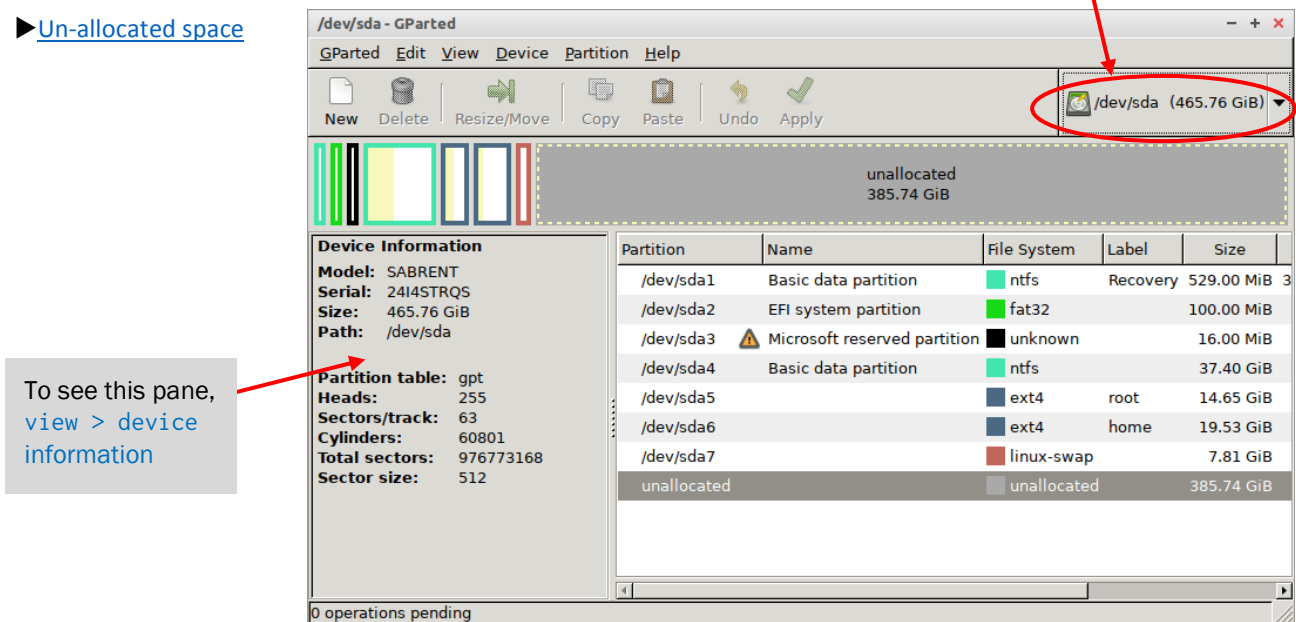 ▶Un-allocated space
/dev/sda - GParted
GParted Edit View Device Partition Help
New Delete Resize/Move Copy Paste Undo Apply
/dev/sda (465.76 GiB)
unallocated
385.74 GiB
Device Information
Model: SABRENT
Serial: 24I4STRQS
Size: 465.76 GiB
Path: /dev/sda
Partition table: gpt
Heads: 255
Sectors/track: 63
Cylinders: 60801
Total sectors: 976773168
Sector size: 512
Partition Name File System Label Size
/dev/sda1 Basic data partition ntfs Recovery 529.00 MiB 3
/dev/sda2 EFI system partition fat32 100.00 MiB
/dev/sda3 Microsoft reserved partition unknown 16.00 MiB
/dev/sda4 Basic data partition ntfs 37.40 GiB
/dev/sda5 ext4 root 14.65 GiB
/dev/sda6 ext4 home 19.53 GiB
/dev/sda7 linux-swap 7.81 GiB
unallocated unallocated 385.74 GiB
To see this pane,
view > device
information
0 operations pending